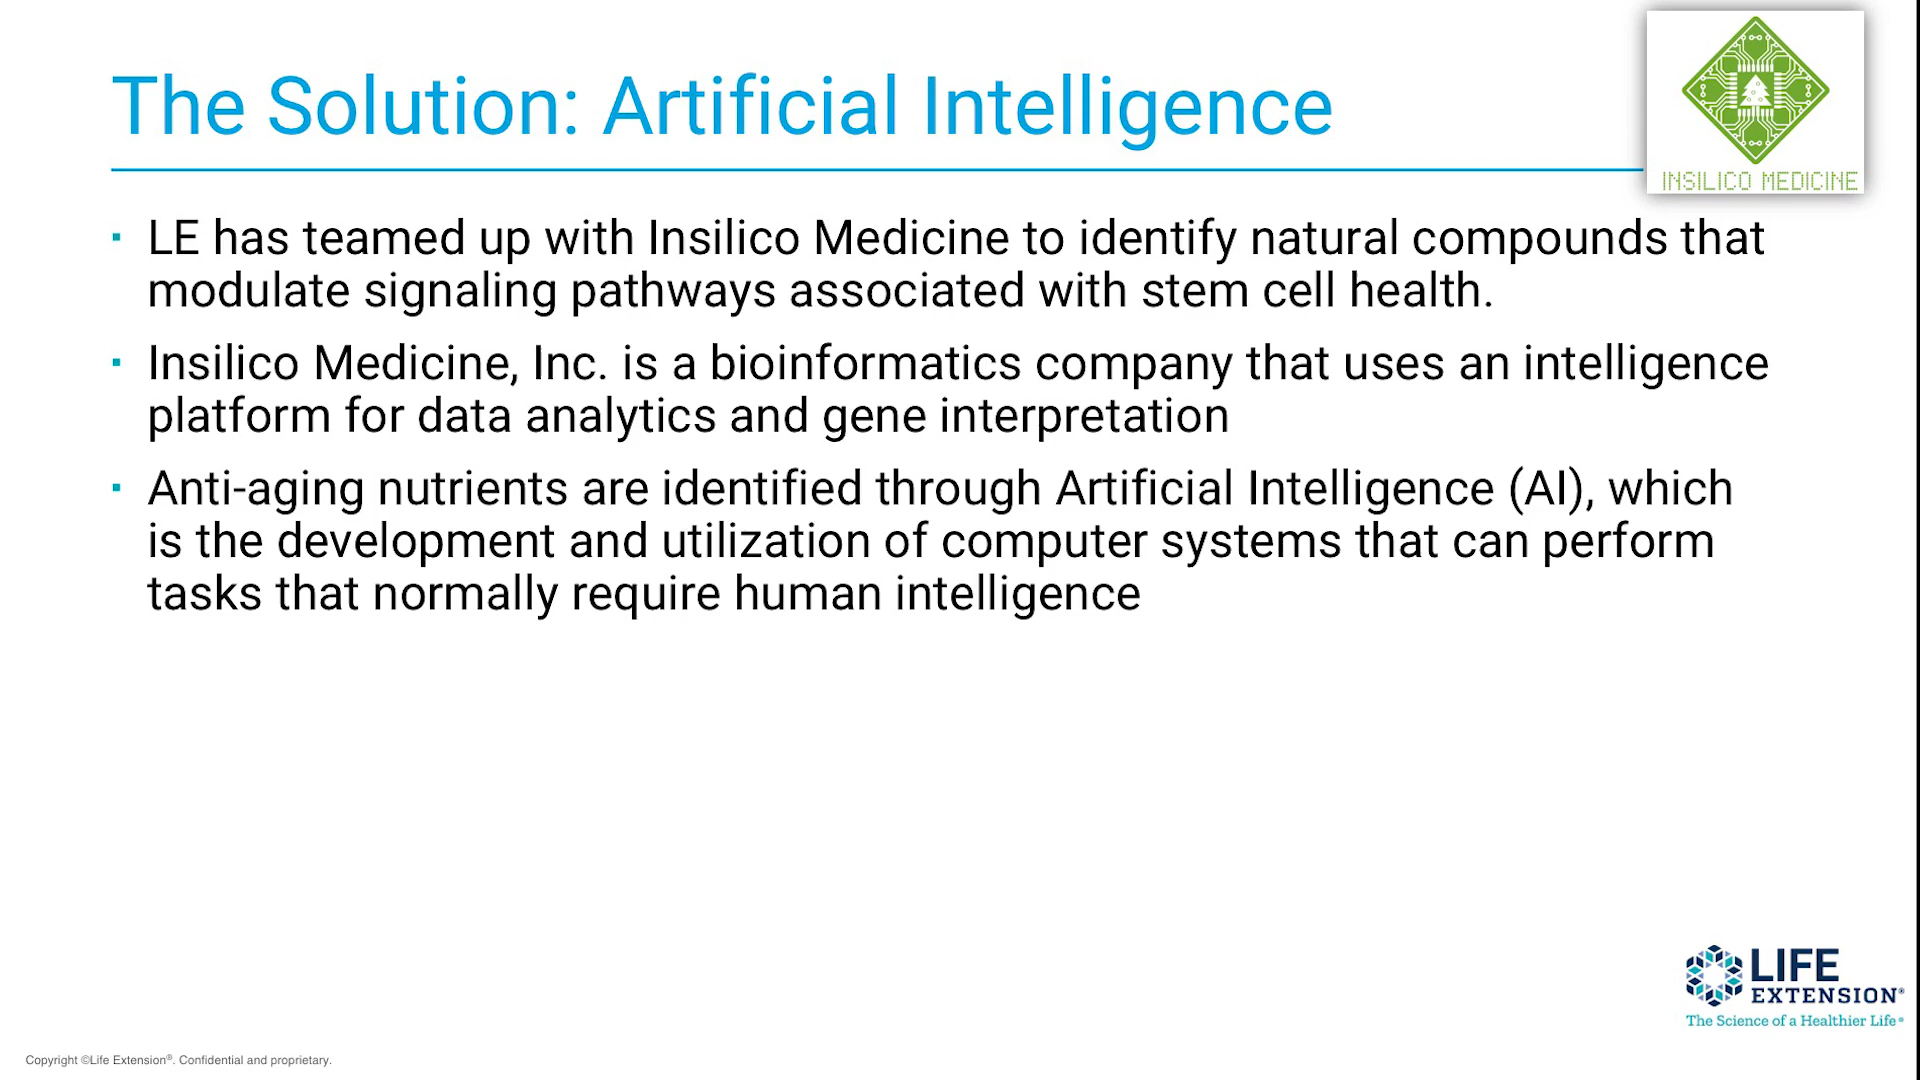 The Solution: Artificial Intelligence
INSILICO MEDICINE
▪ LE has teamed up with Insilico Medicine to identify natural compounds that
modulate signaling pathways associated with stem cell health.
▪ Insilico Medicine, Inc. is a bioinformatics company that uses an intelligence
platform for data analytics and gene interpretation
▪ Anti-aging nutrients are identified through Artificial Intelligence (AI), which
is the development and utilization of computer systems that can perform
tasks that normally require human intelligence
LIFE
EXTENSION®
The Science of a Healthier Life®
Copyright ©Life Extension®. Confidential and proprietary.